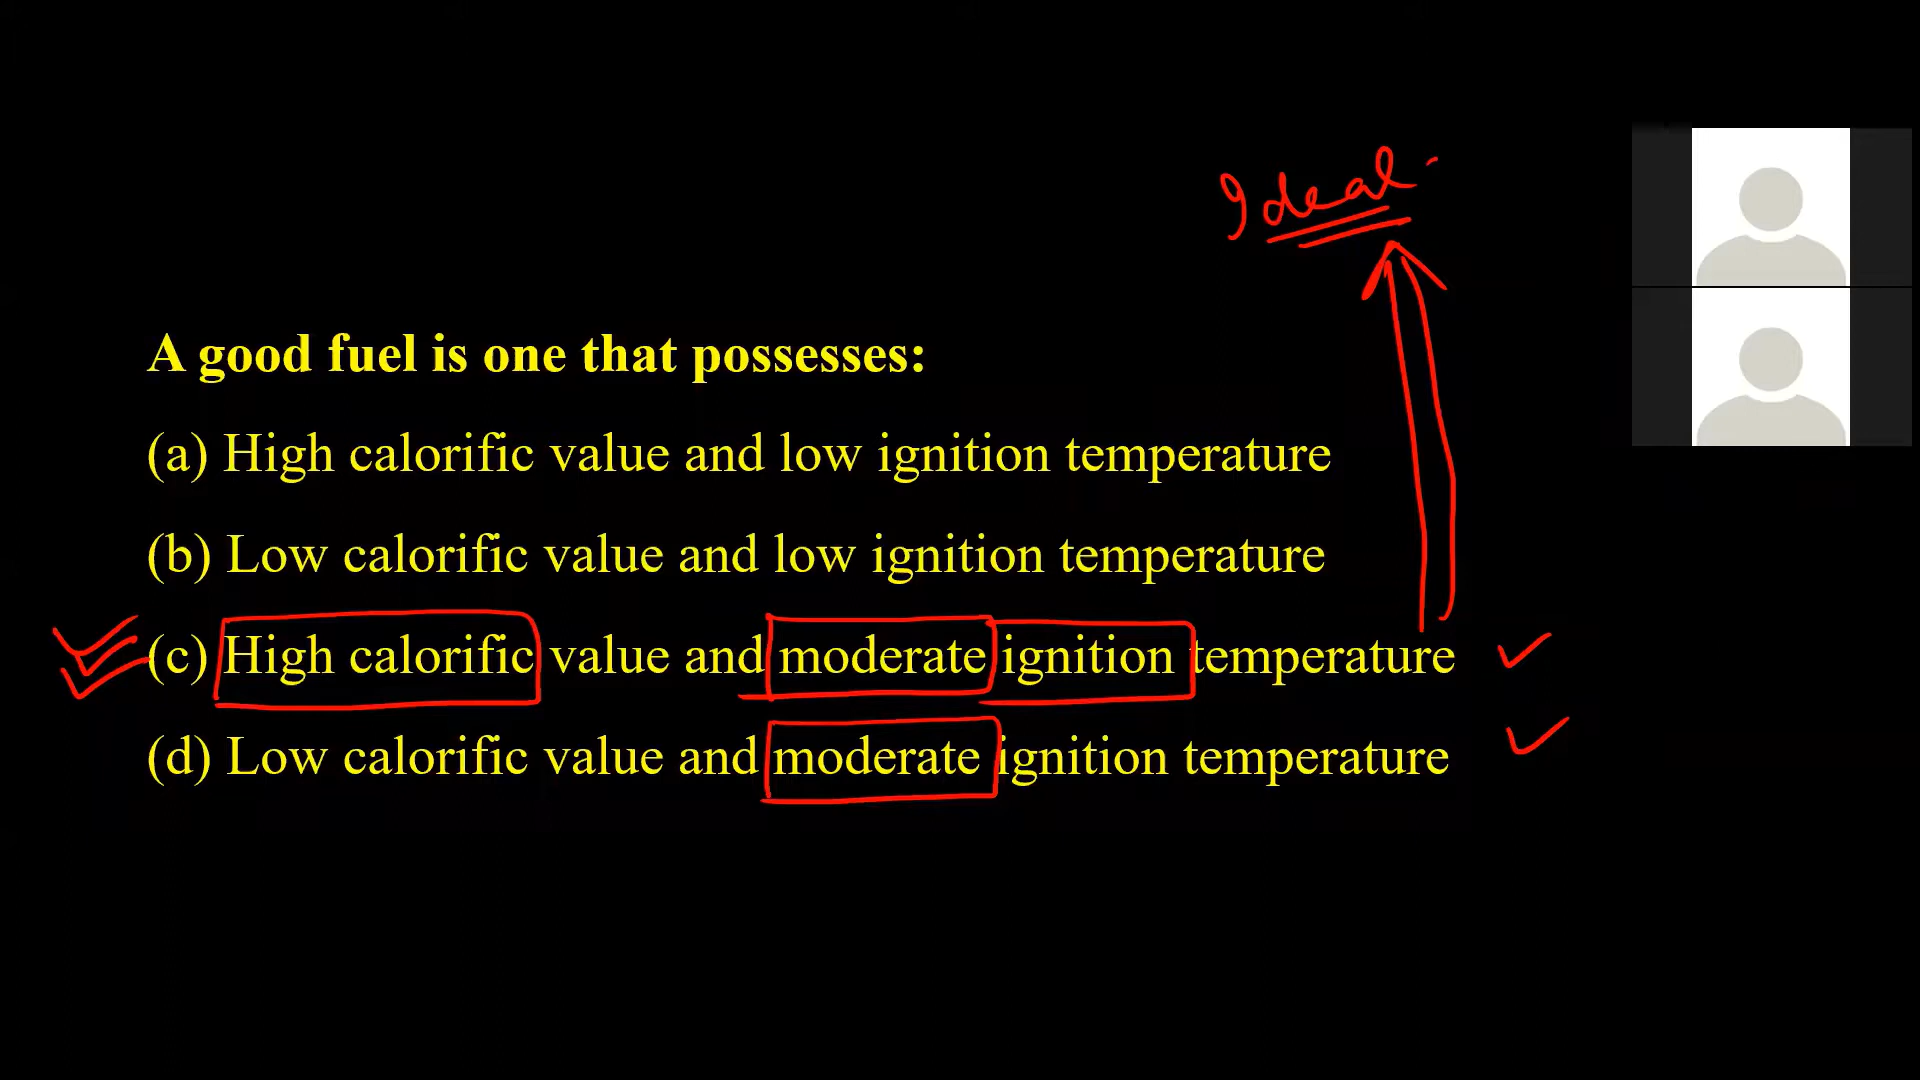 Ideal
A good fuel is one that possesses:
(a) High calorific value and low ignition temperature
(b) Low calorific value and low ignition temperature
(c) High calorific value and moderate ignition temperature
(d) Low calorific value and moderate ignition temperature